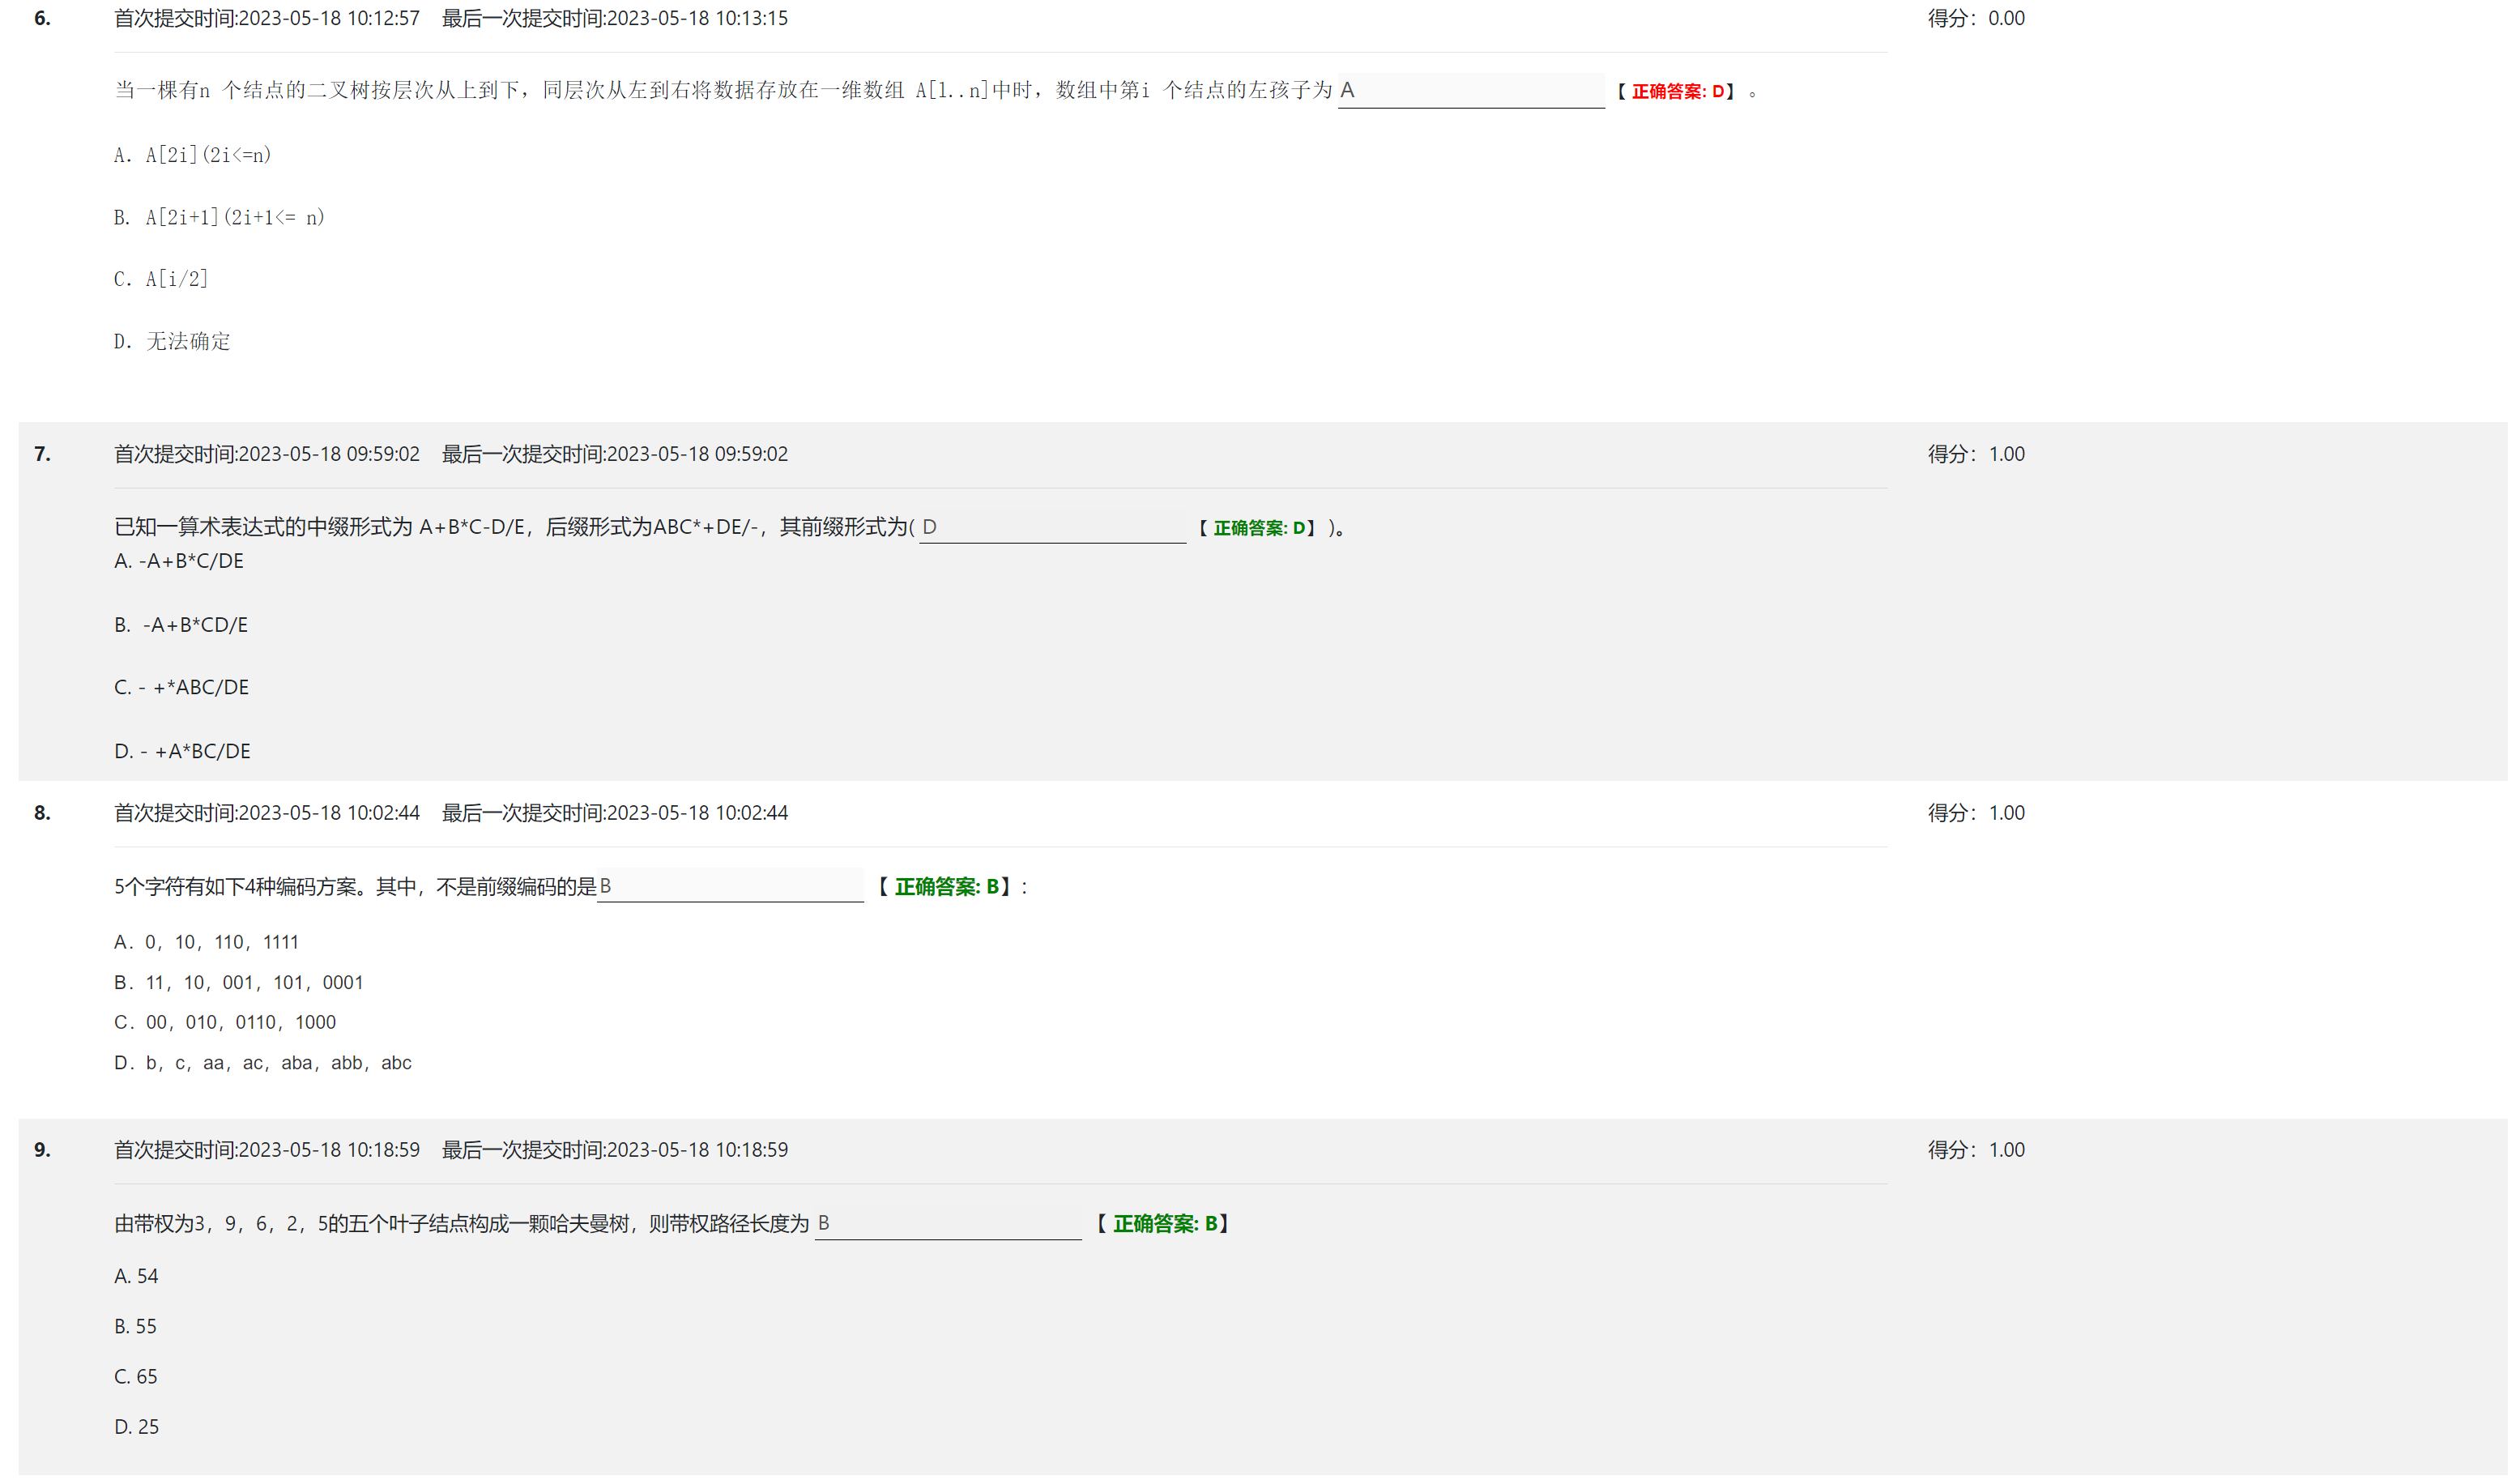 6. 首次提交时间:2023-05-18 10:12:57 最后一次提交时间:2023-05-18 10:13:15 得分：0.00
当一棵有n 个结点的二叉树按层次从上到下，同层次从左到右将数据存放在一维数组 A[1..n]中时，数组中第i 个结点的左孩子为 A 【 正确答案: D】 。
A. A[2i](2i<=n)
B. A[2i+1](2i+1<= n)
C. A[i/2]
D. 无法确定
7. 首次提交时间:2023-05-18 09:59:02 最后一次提交时间:2023-05-18 09:59:02 得分：1.00
已知一算术表达式的中缀形式为 A+B*C-D/E，后缀形式为ABC*+DE/-，其前缀形式为( D 【 正确答案: D】 )。
A. -A+B*C/DE
B. -A+B*CD/E
C. - +*ABC/DE
D. - +A*BC/DE
8. 首次提交时间:2023-05-18 10:02:44 最后一次提交时间:2023-05-18 10:02:44 得分：1.00
5个字符有如下4种编码方案。其中，不是前缀编码的是B 【 正确答案: B】 :
A．0，10，110，1111
B．11，10，001，101，0001
C．00，010，0110，1000
D．b，c，aa，ac，aba，abb，abc
9. 首次提交时间:2023-05-18 10:18:59 最后一次提交时间:2023-05-18 10:18:59 得分：1.00
由带权为3，9，6，2，5的五个叶子结点构成一颗哈夫曼树，则带权路径长度为 B 【 正确答案: B】
A. 54
B. 55
C. 65
D. 25